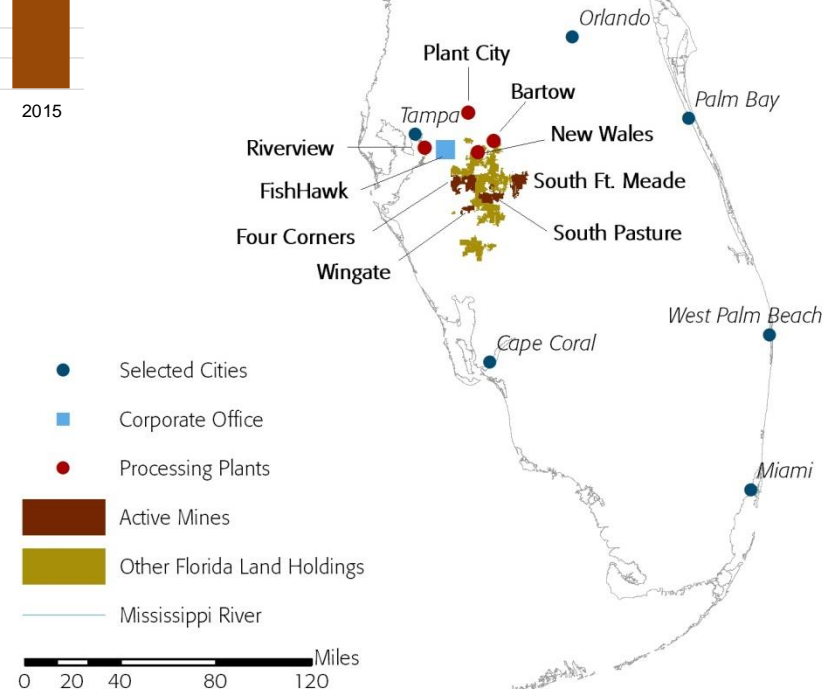 2015
Orlando
Plant City
Bartow
Palm Bay
Tampa
New Wales
Riverview
South Ft. Meade
FishHawk
Four Corners
South Pasture
Wingate
West Palm Beach
Cape Coral
Selected Cities
Corporate Office
Processing Plants
Miami
Active Mines
Other Florida Land Holdings
Mississippi River
Miles
0 20 40 80 120